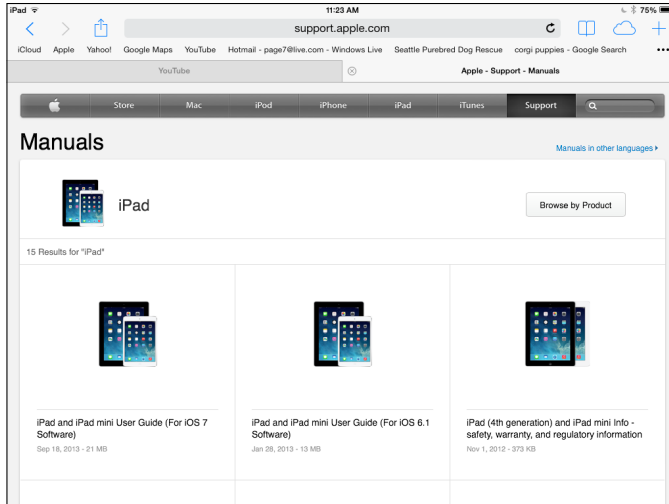 iPad 11:23 AM 75%
support.apple.com
iCloud Apple Yahoo! Google Maps YouTube Hotmail - page7@live.com - Windows Live Seattle Purebred Dog Rescue corgi puppies - Google Search •••
YouTube Apple - Support - Manuals
Store Mac iPod iPhone iPad iTunes Support
Manuals
Manuals in other languages
iPad
Browse by Product
15 Results for "iPad"
iPad and iPad mini User Guide (For iOS 7
Software)
Sep 18, 2013 - 21 MB
iPad and iPad mini User Guide (For iOS 6.1
Software)
Jan 28, 2013 - 13 MB
iPad (4th generation) and iPad mini Info -
safety, warranty, and regulatory information
Nov 1, 2012 - 373 KB